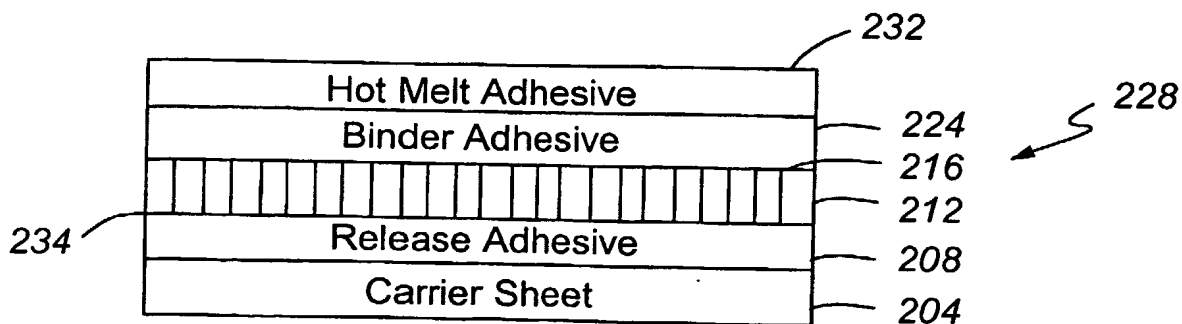 232
Hot Melt Adhesive
228
Binder Adhesive
224
216
212
234
Release Adhesive
208
Carrier Sheet
204